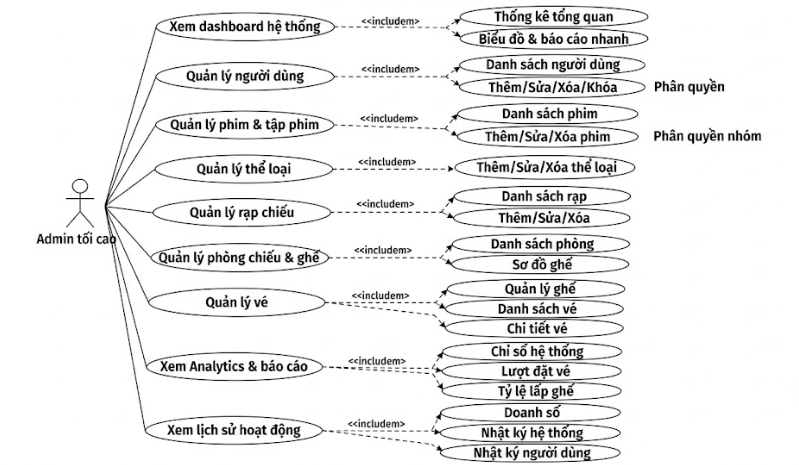 Xem dashboard hệ thống
<<includem>
Thống kê tổng quan
Biểu đồ & báo cáo nhanh
Quản lý người dùng
<<includem>
Danh sách người dùng
Thêm/Sửa/Xóa/Khóa
Phân quyền
Quản lý phim & tập phim
<<includem>
Danh sách phim
Thêm/Sửa/Xóa phim
Phân quyền nhóm
Quản lý thể loại
<<includem>
Thêm/Sửa/Xóa thể loại
Admin tối cao
Quản lý rạp chiếu
<<includem>
Danh sách rạp
Thêm/Sửa/Xóa
Quản lý phòng chiếu & ghế
<<includem>
Danh sách phòng
Sơ đồ ghế
Quản lý vé
<<includem>
Quản lý ghế
Danh sách vé
Chi tiết vé
Xem Analytics & báo cáo
<<includem>
Chỉ số hệ thống
Lượt đặt vé
Tỷ lệ lấp ghế
Xem lịch sử hoạt động
<<includem>
Doanh số
Nhật ký hệ thống
Nhật ký người dùng